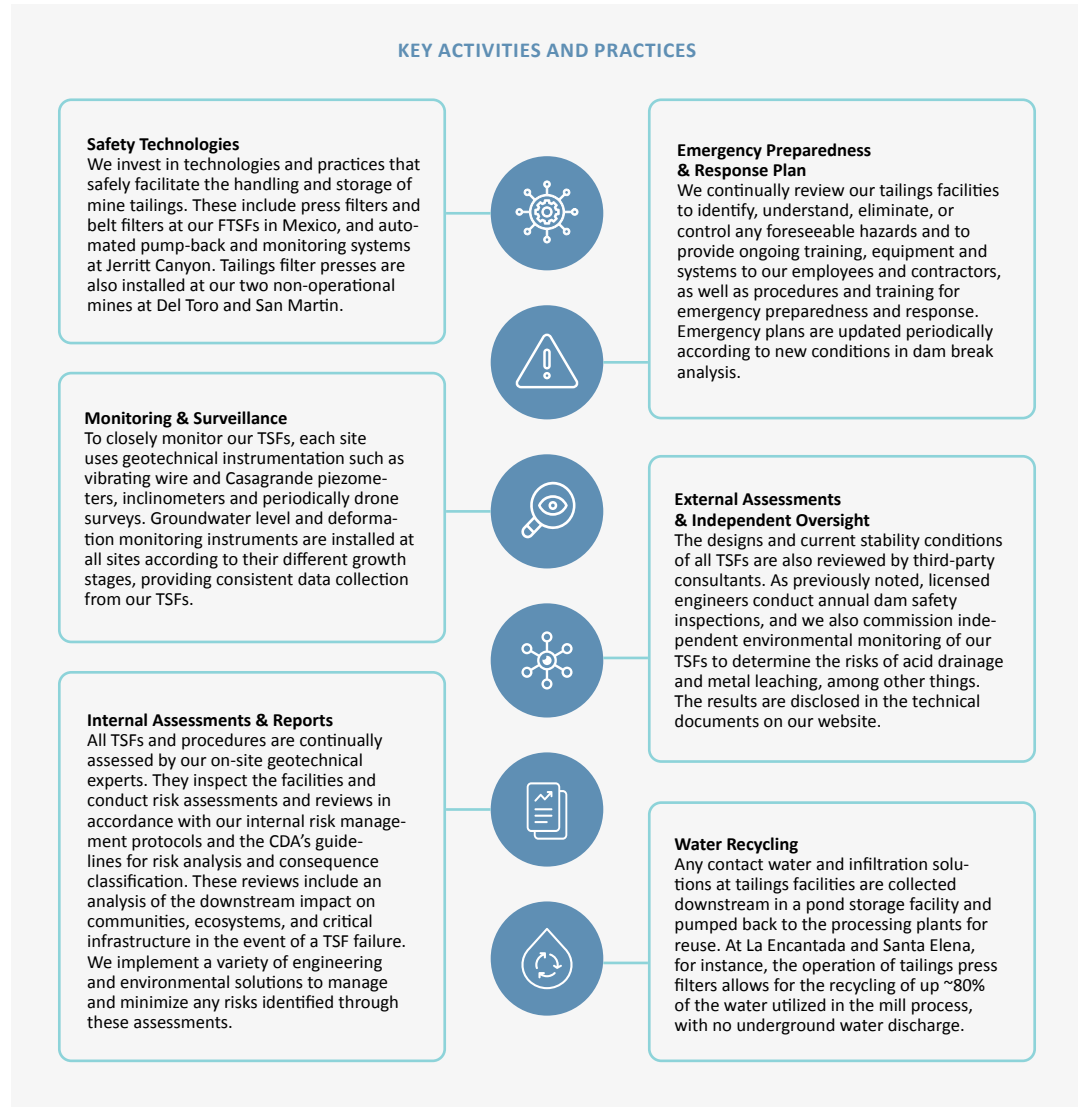 KEY ACTIVITIES AND PRACTICES
Safety Technologies
We invest in technologies and practices that
safely facilitate the handling and storage of
mine tailings. These include press filters and
belt filters at our FTSFs in Mexico, and auto-
mated pump-back and monitoring systems
at Jerritt Canyon. Tailings filter presses are
also installed at our two non-operational
mines at Del Toro and San Martin.
Emergency Preparedness
& Response Plan
We continually review our tailings facilities
to identify, understand, eliminate, or
control any foreseeable hazards and to
provide ongoing training, equipment and
systems to our employees and contractors,
as well as procedures and training for
emergency preparedness and response.
Emergency plans are updated periodically
according to new conditions in dam break
analysis.
Monitoring & Surveillance
To closely monitor our TSFs, each site
uses geotechnical instrumentation such as
vibrating wire and Casagrande piezome-
ters, inclinometers and periodically drone
surveys. Groundwater level and deforma-
tion monitoring instruments are installed at
all sites according to their different growth
stages, providing consistent data collection
from our TSFs.
External Assessments
& Independent Oversight
The designs and current stability conditions
of all TSFs are also reviewed by third-party
consultants. As previously noted, licensed
engineers conduct annual dam safety
inspections, and we also commission inde-
pendent environmental monitoring of our
TSFs to determine the risks of acid drainage
and metal leaching, among other things.
The results are disclosed in the technical
documents on our website.
Internal Assessments & Reports
All TSFs and procedures are continually
assessed by our on-site geotechnical
experts. They inspect the facilities and
conduct risk assessments and reviews in
accordance with our internal risk manage-
ment protocols and the CDA's guide-
lines for risk analysis and consequence
classification. These reviews include an
analysis of the downstream impact on
communities, ecosystems, and critical
infrastructure in the event of a TSF failure.
We implement a variety of engineering
and environmental solutions to manage
and minimize any risks identified through
these assessments.
Water Recycling
Any contact water and infiltration solu-
tions at tailings facilities are collected
downstream in a pond storage facility and
pumped back to the processing plants for
reuse. At La Encantada and Santa Elena,
for instance, the operation of tailings press
filters allows for the recycling of up ~80%
of the water utilized in the mill process,
with no underground water discharge.